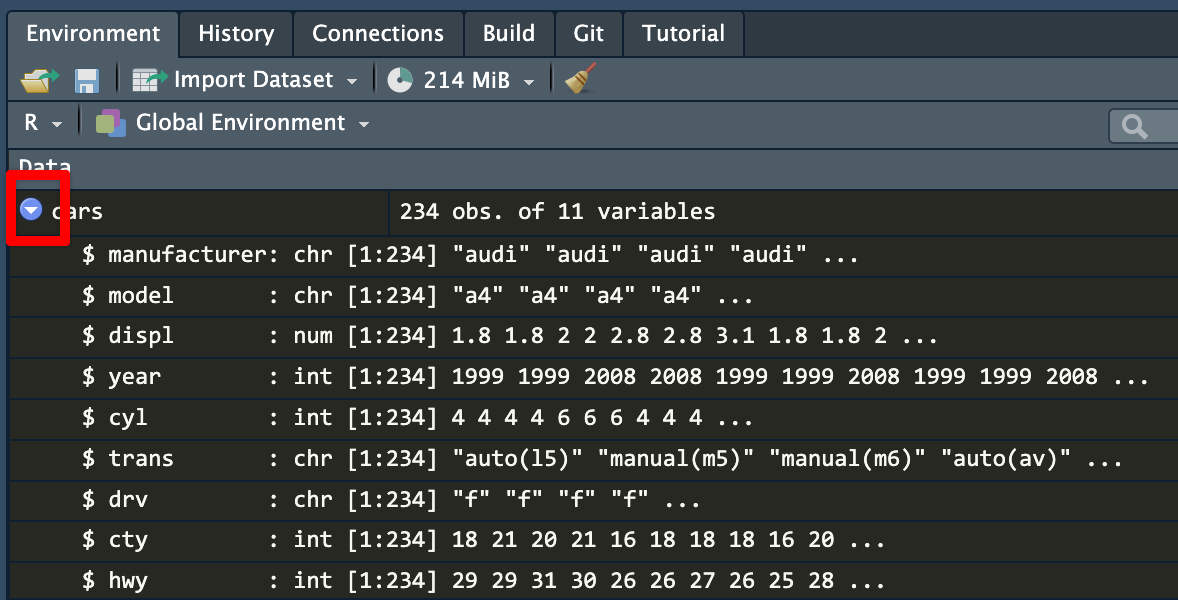 Environment History Connections Build Git Tutorial
Import Dataset 214 MiB
R Global Environment
Data
cars 234 obs. of 11 variables
$ manufacturer: chr [1:234] "audi" "audi" "audi" "audi" ...
$ model : chr [1:234] "a4" "a4" "a4" "a4" ...
$ displ : num [1:234] 1.8 1.8 2 2 2.8 2.8 3.1 1.8 1.8 2 ...
$ year : int [1:234] 1999 1999 2008 2008 1999 1999 2008 1999 1999 2008 ...
$ cyl : int [1:234] 4 4 4 4 6 6 6 4 4 4 ...
$ trans : chr [1:234] "auto(l5)" "manual(m5)" "manual(m6)" "auto(av)" ...
$ drv : chr [1:234] "f" "f" "f" "f" ...
$ cty : int [1:234] 18 21 20 21 16 18 18 18 16 20 ...
$ hwy : int [1:234] 29 29 31 30 26 26 27 26 25 28 ...